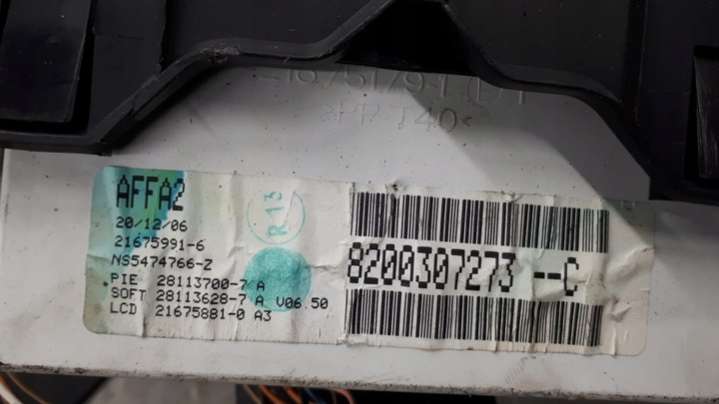 AFFA2
20/12/06
21675991-6
NS5474766-Z
PIE 28113700-7 A
SOFT 28113628-7 A V06.50
LCD 21675881-0 A3
R 13
8200307273 --C